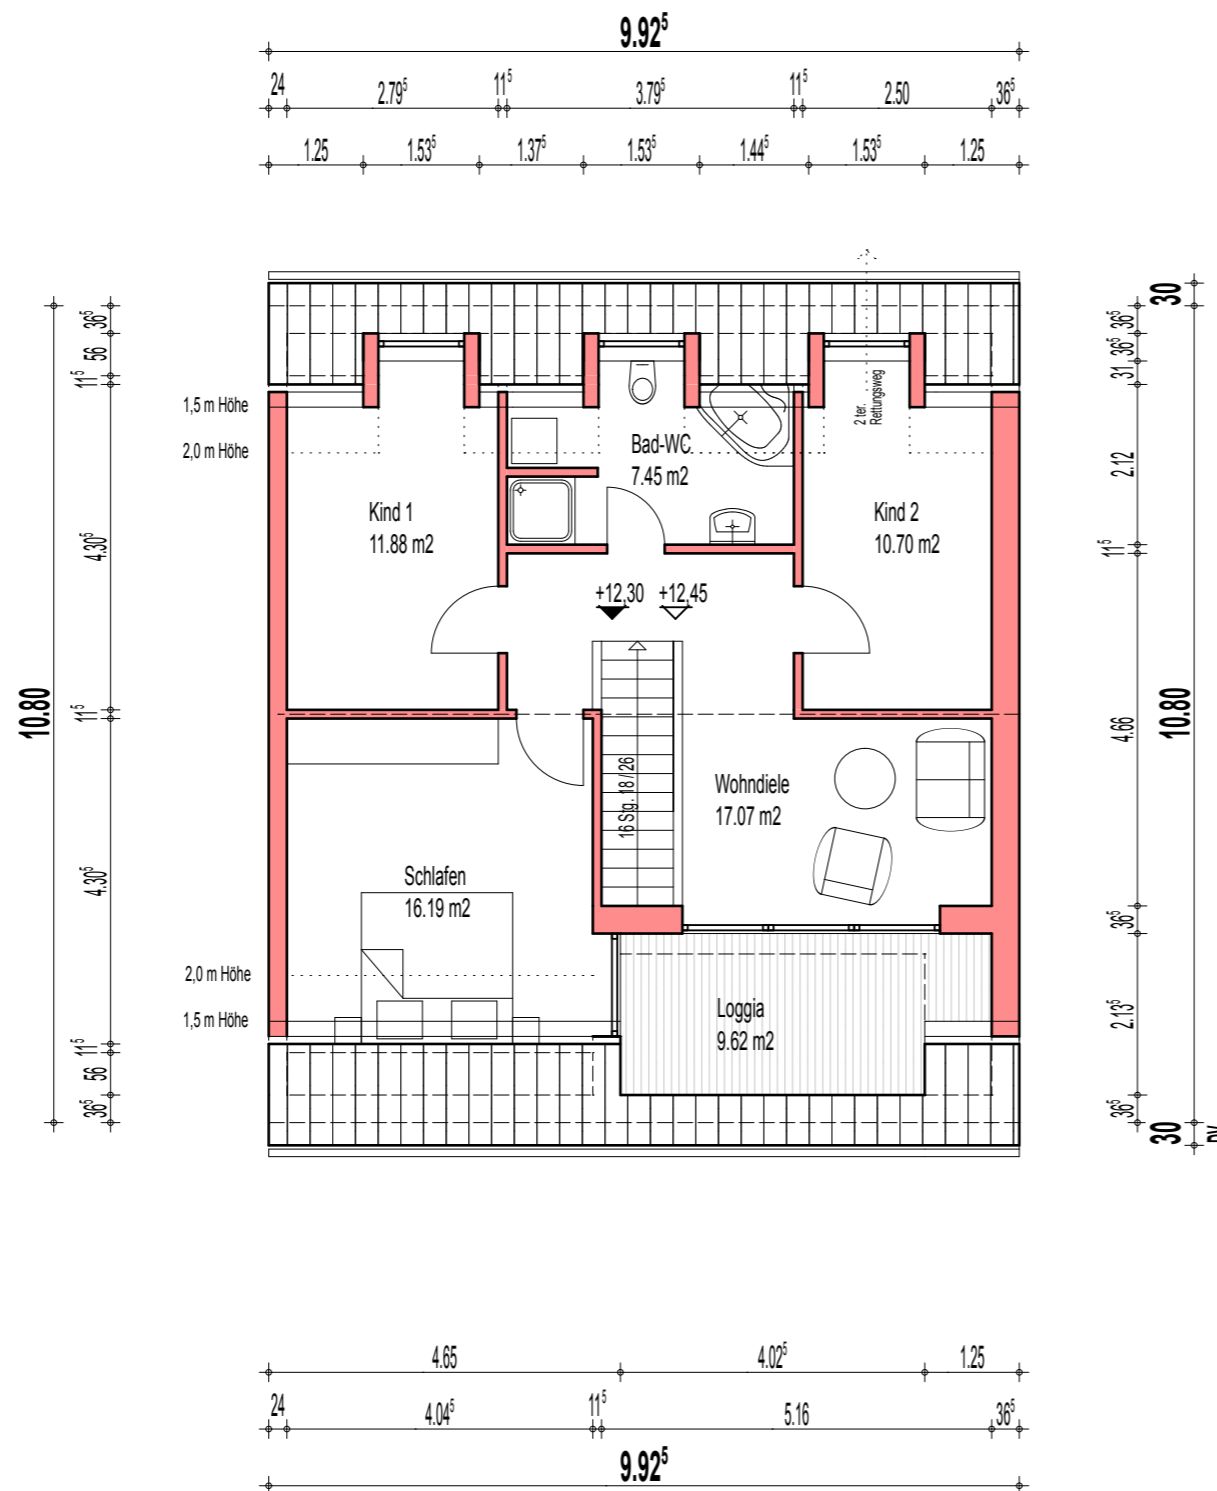 9.92⁵
24 2.79⁵ 11⁵ 3.79⁵ 11⁵ 2.50 36⁵
1.25 1.53⁵ 1.37⁵ 1.53⁵ 1.44⁵ 1.53⁵ 1.25
10.80
36⁵
56
11⁵
4.30⁵
11⁵
4.30⁵
11⁵
56
36⁵
1,5 m Höhe
2,0 m Höhe
2 ter.
Rettungsweg
Bad-WC
7.45 m2
Kind 1
11.88 m2
Kind 2
10.70 m2
+12,30 +12,45
16 Stg. 18 / 26
Wohndiele
17.07 m2
Schlafen
16.19 m2
2,0 m Höhe
1,5 m Höhe
Loggia
9.62 m2
36⁵
36⁵
31
2.12
11⁵
4.66
36⁵
2.13⁵
36⁵
30
10.80
30
4.65 4.02⁵ 1.25
24 4.04⁵ 11⁵ 5.16 36⁵
9.92⁵